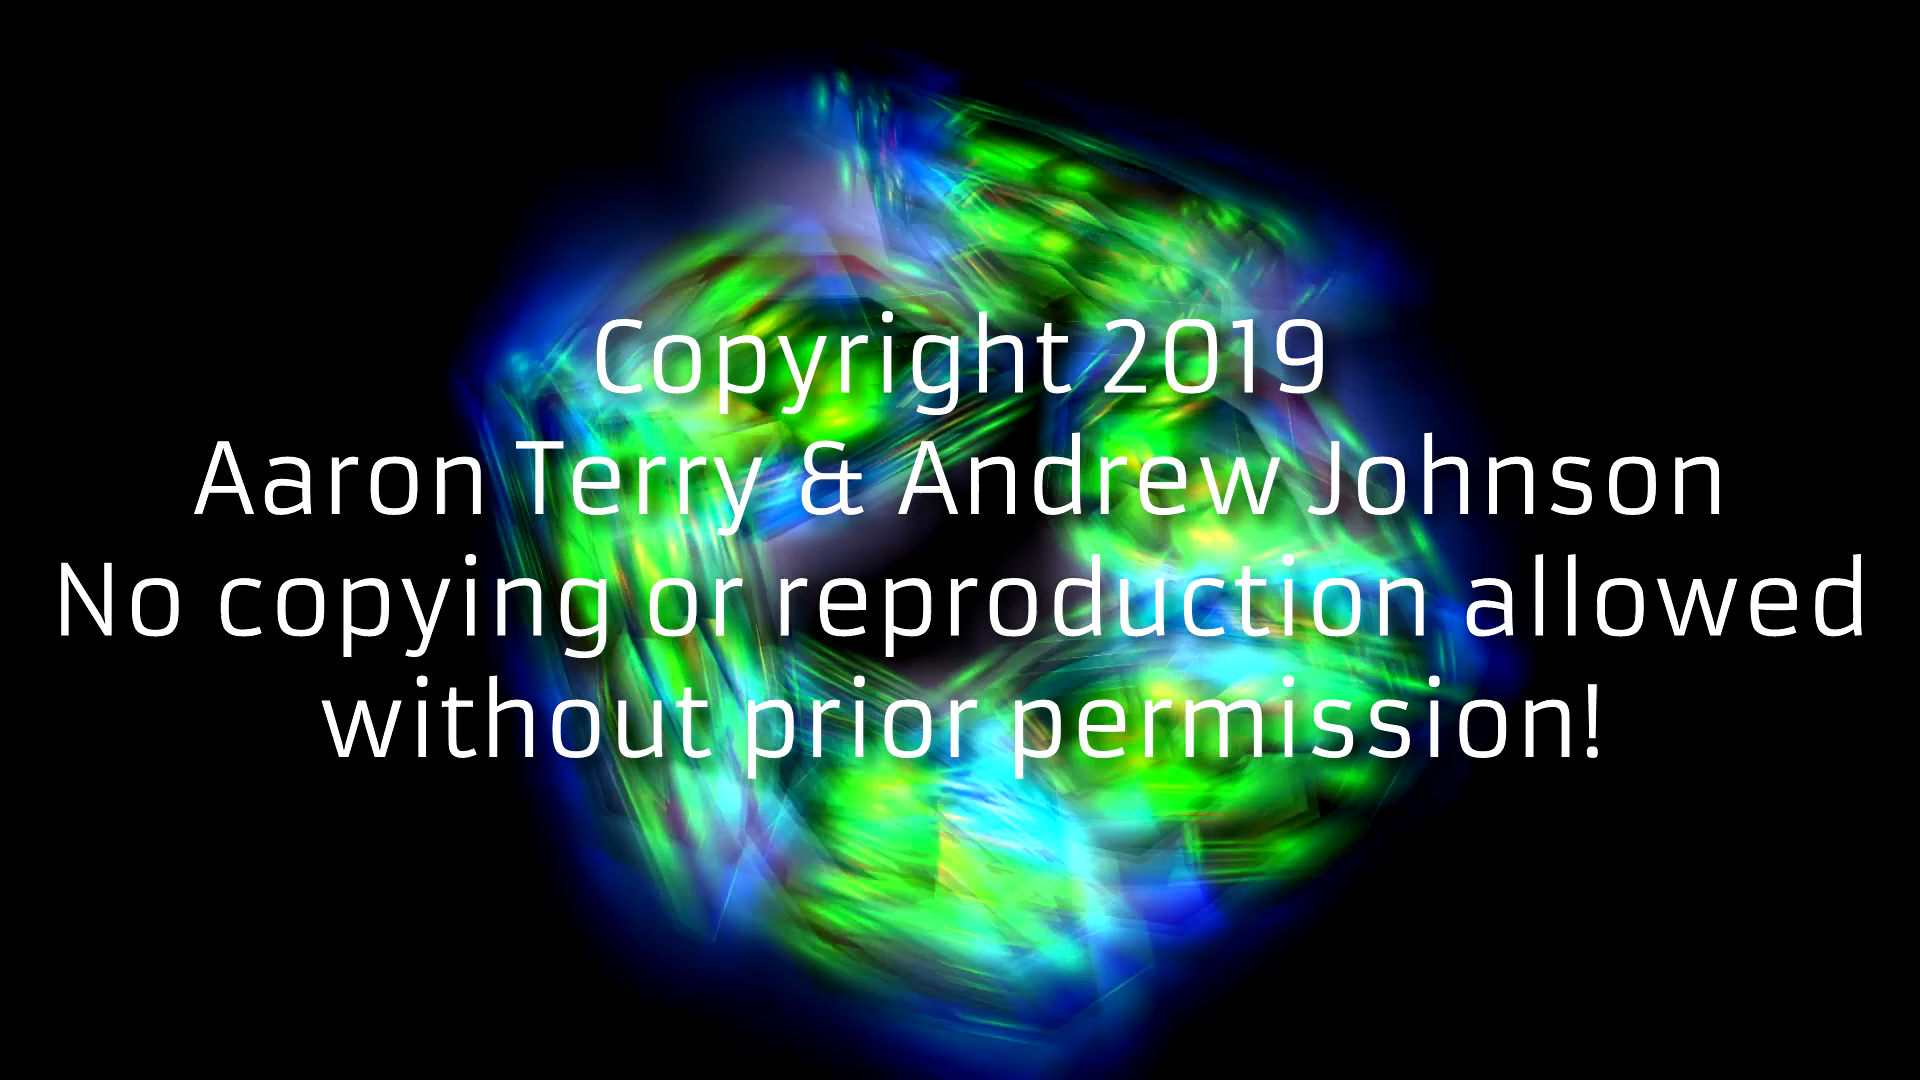 Copyright 2019
Aaron Terry & Andrew Johnson
No copying or reproduction allowed
without prior permission!